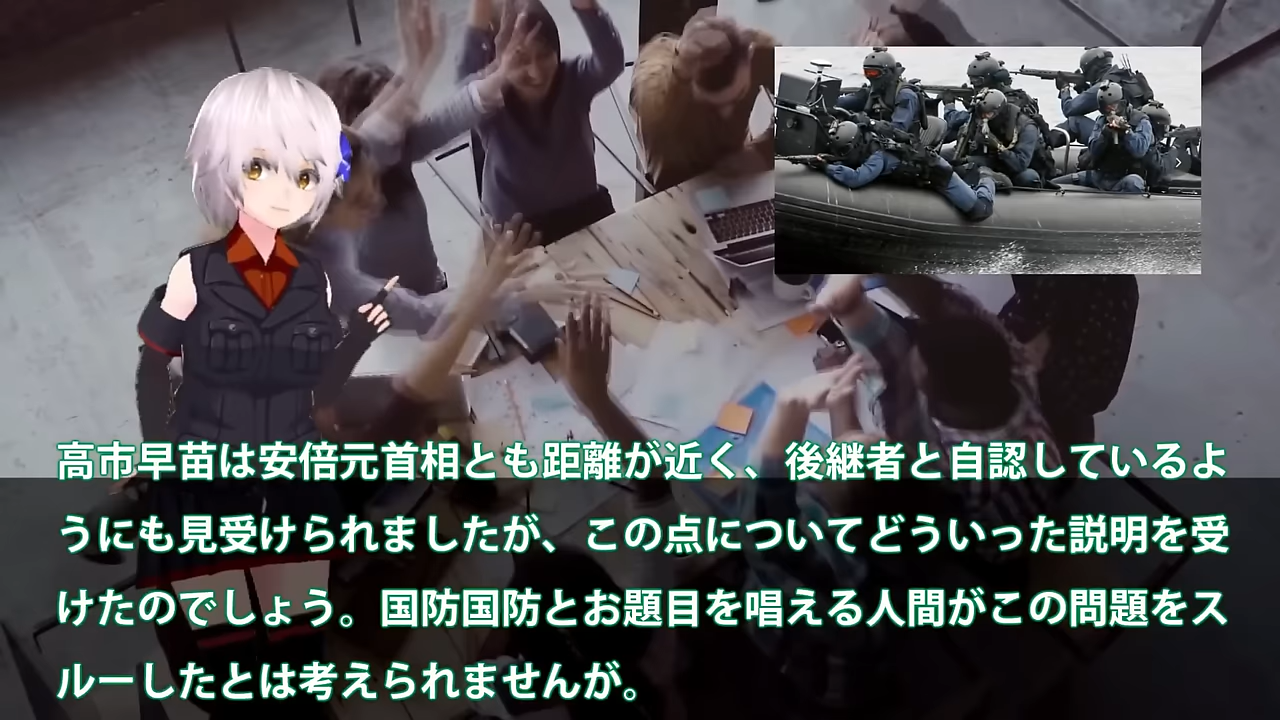 高市早苗は安倍元首相とも距離が近く、後継者と自認しているよ
うにも見受けられましたが、この点についてどういった説明を受
けたのでしょう。国防国防とお題目を唱える人間がこの問題をス
ルーしたとは考えられませんが。